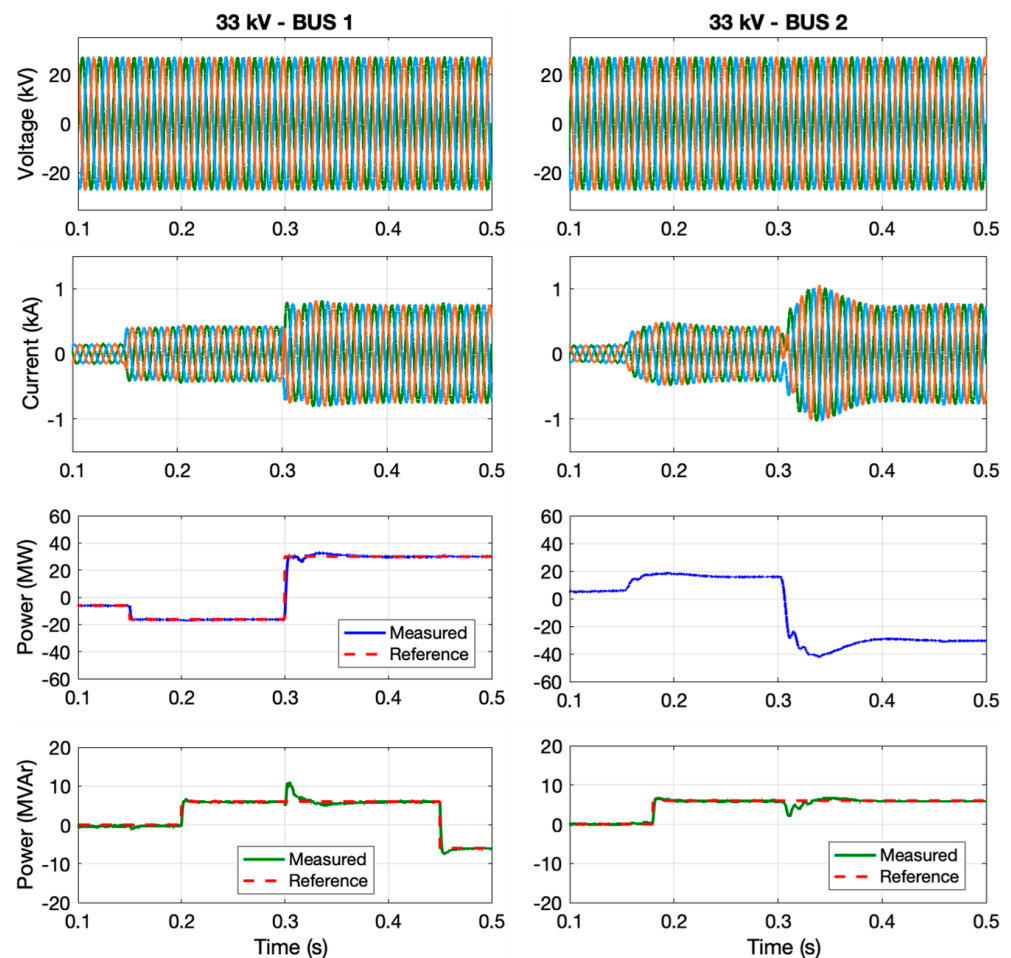 33 kV - BUS 1
33 kV - BUS 2
Voltage (kV)
20
0
-20
0.1 0.2 0.3 0.4 0.5
20
0
-20
0.1 0.2 0.3 0.4 0.5
Current (kA)
1
0
-1
0.1 0.2 0.3 0.4 0.5
1
0
-1
0.1 0.2 0.3 0.4 0.5
Power (MW)
60
40
20
0
-20
-40
-60
Measured
Reference
0.1 0.2 0.3 0.4 0.5
60
40
20
0
-20
-40
-60
0.1 0.2 0.3 0.4 0.5
Power (MVAr)
20
10
0
-10
-20
Measured
Reference
0.1 0.2 0.3 0.4 0.5
Time (s)
20
10
0
-10
-20
Measured
Reference
0.1 0.2 0.3 0.4 0.5
Time (s)